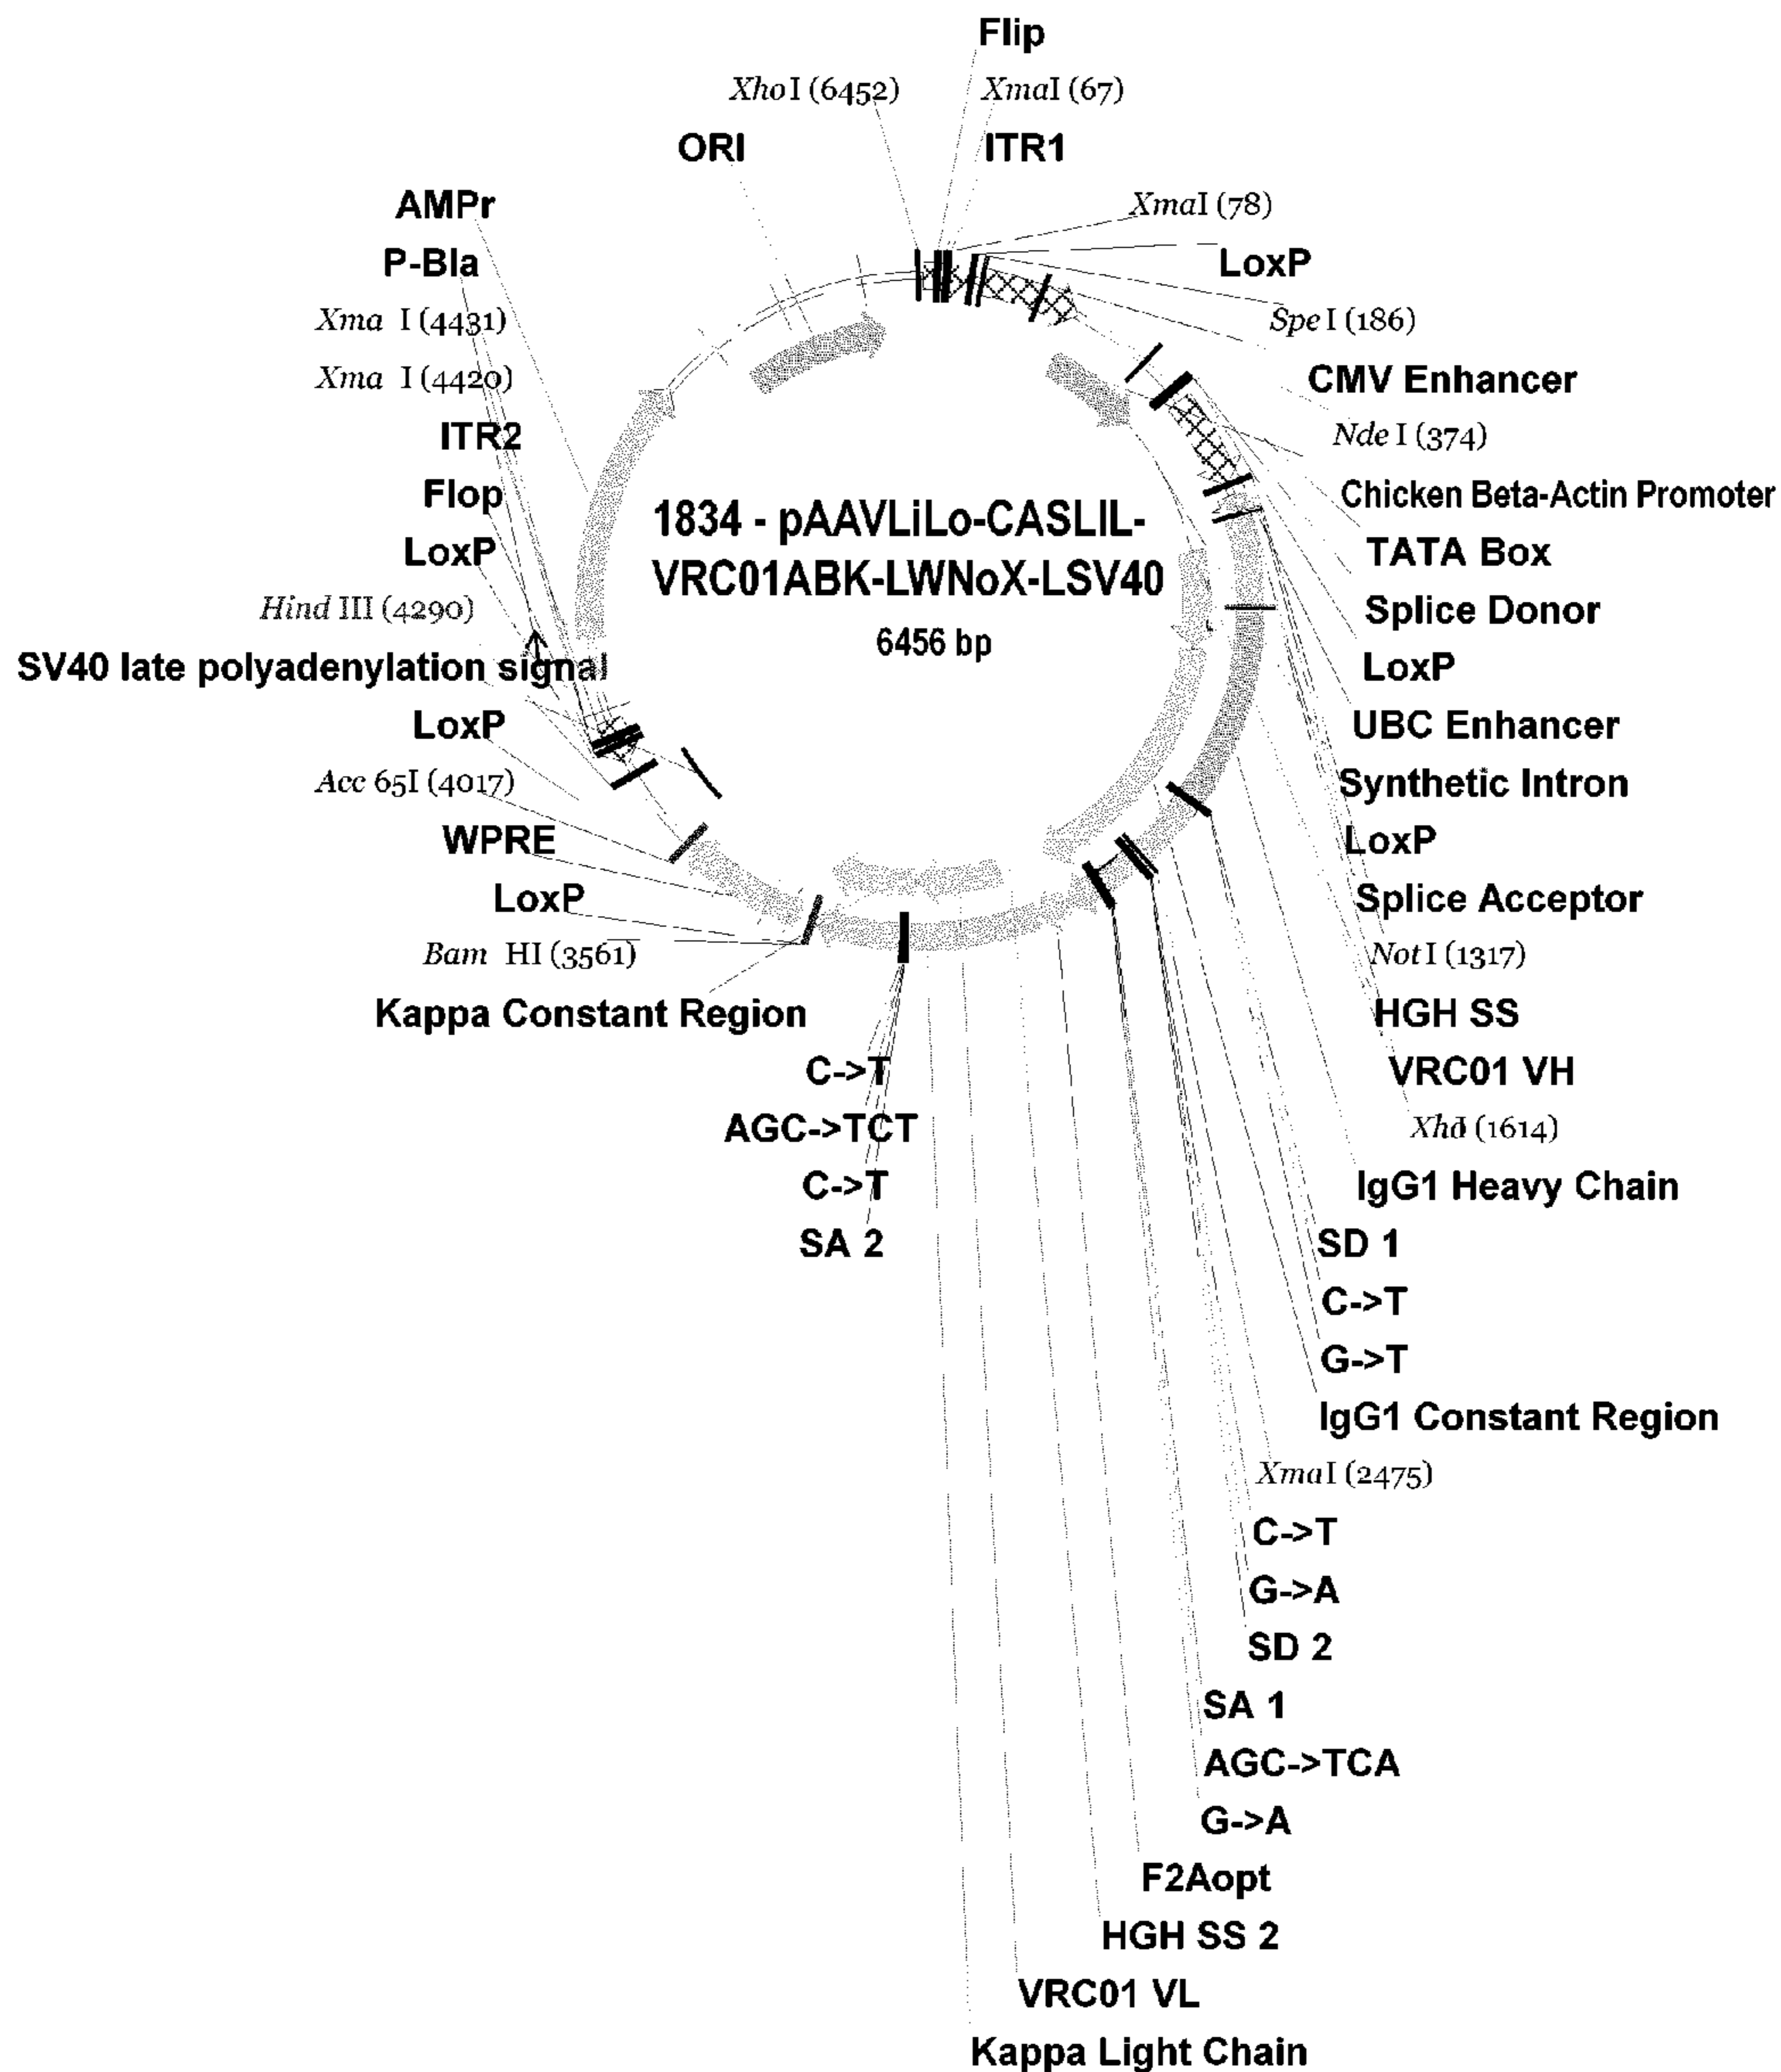 Flip
XhoI (6452)
XmaI (67)
ORI
ITR1
AMPr
XmaI (78)
P-Bla
LoxP
Xma I (4431)
SpeI (186)
Xma I (4420)
CMV Enhancer
ITR2
NdeI (374)
Flop
Chicken Beta-Actin Promoter
1834 - pAAVLiLo-CASLIL-
VRC01ABK-LWNoX-LSV40
6456 bp
LoxP
TATA Box
Hind III (4290)
Splice Donor
SV40 late polyadenylation signal
LoxP
LoxP
UBC Enhancer
Acc 65I (4017)
Synthetic Intron
WPRE
LoxP
LoxP
Splice Acceptor
Bam HI (3561)
NotI (1317)
Kappa Constant Region
HGH SS
C->T
VRC01 VH
AGC->TCT
XhoI (1614)
C->T
IgG1 Heavy Chain
SA 2
SD 1
C->T
G->T
IgG1 Constant Region
XmaI (2475)
C->T
G->A
SD 2
SA 1
AGC->TCA
G->A
F2Aopt
HGH SS 2
VRC01 VL
Kappa Light Chain